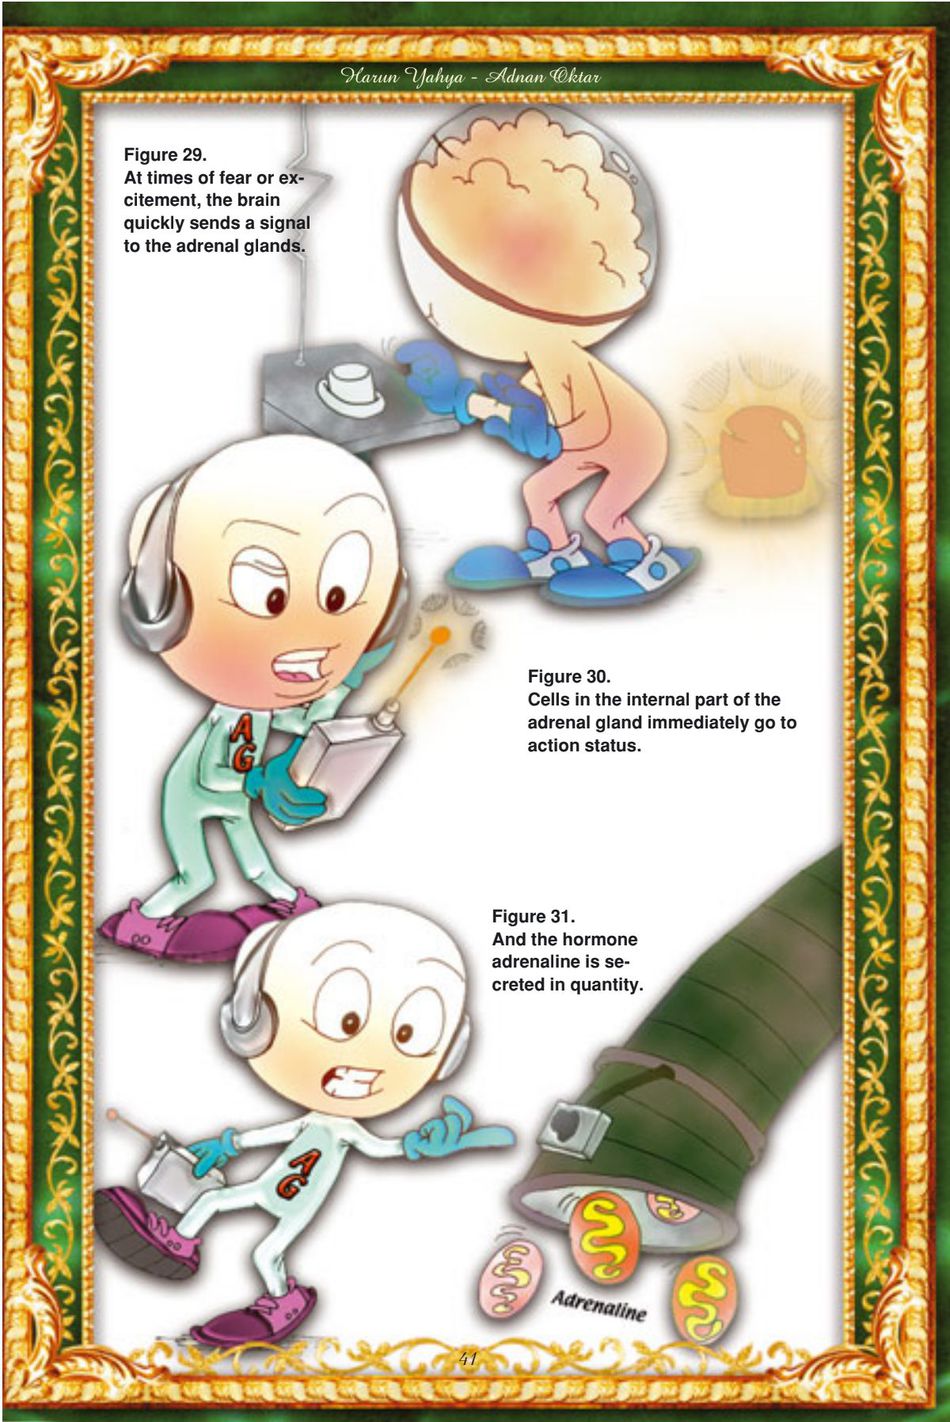 Harun Yahya - Adnan Oktar
Figure 29.
At times of fear or ex-
citement, the brain
quickly sends a signal
to the adrenal glands.
Figure 30.
Cells in the internal part of the
adrenal gland immediately go to
action status.
AG
Figure 31.
And the hormone
adrenaline is se-
creted in quantity.
AG
Adrenaline
41